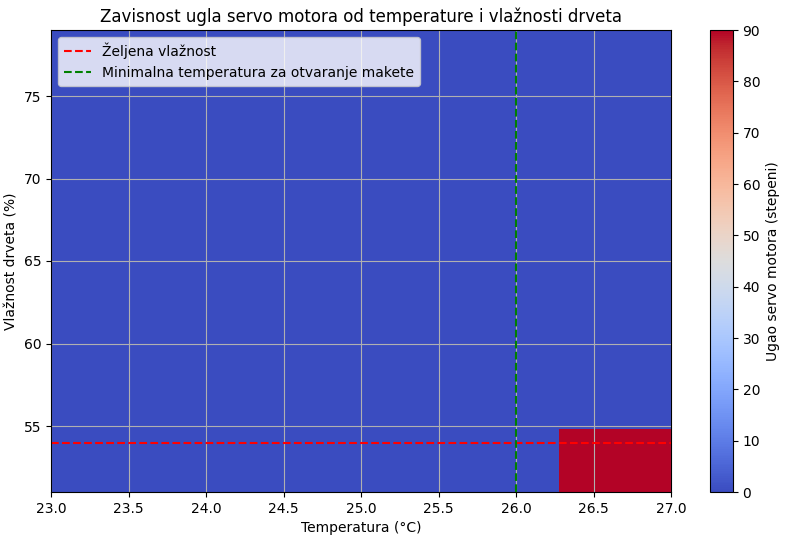 Zavisnost ugla servo motora od temperature i vlažnosti drveta
Željena vlažnost
Minimalna temperatura za otvaranje makete
Vlažnost drveta (%)
75
70
65
60
55
23.0 23.5 24.0 24.5 25.0 25.5 26.0 26.5 27.0
Temperatura (°C)
90
80
70
60
50
40
30
20
10
0
Ugao servo motora (stepeni)